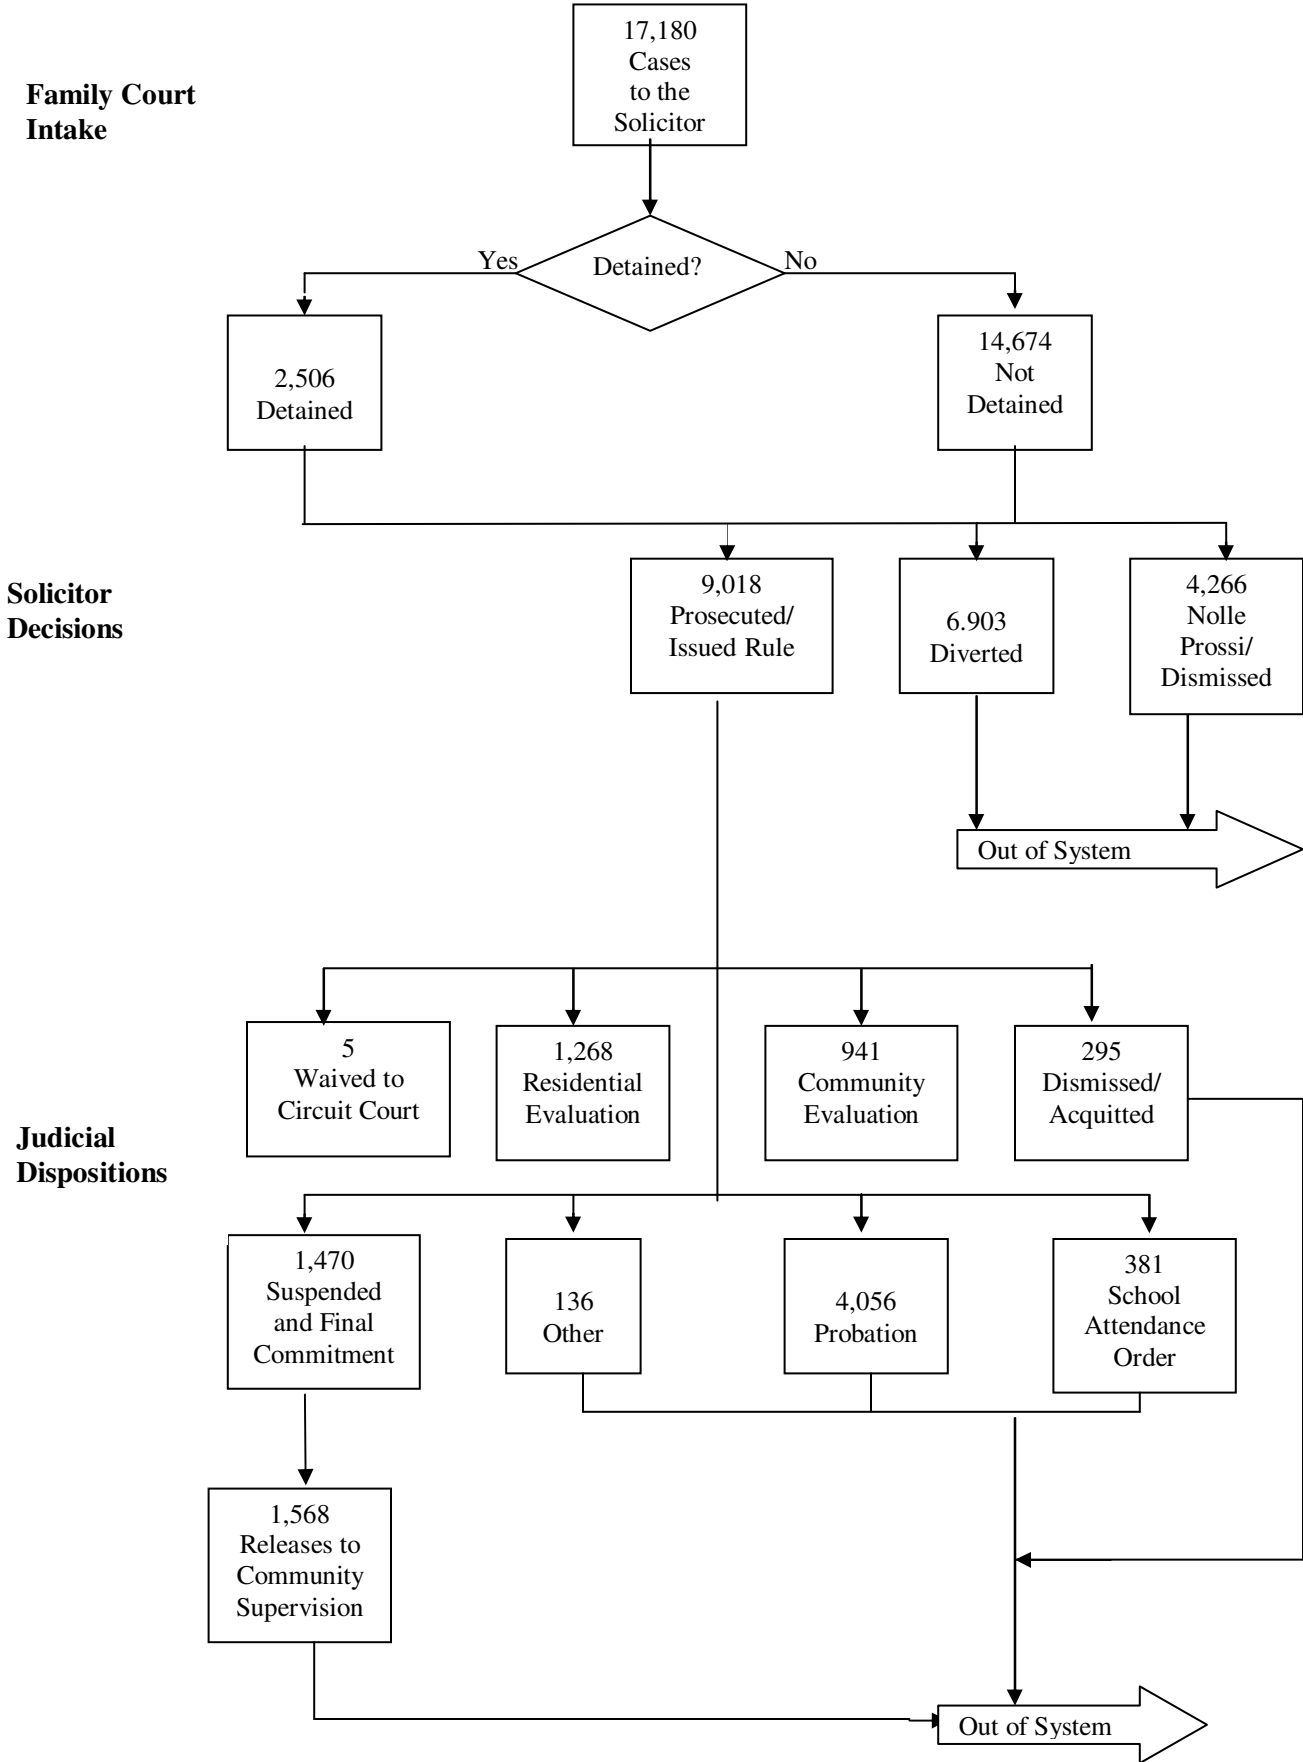 17,180
Cases
to the
Solicitor
Family Court
Intake
Yes
Detained?
No
2,506
Detained
14,674
Not
Detained
Solicitor
Decisions
9,018
Prosecuted/
Issued Rule
6.903
Diverted
4,266
Nolle
Prossi/
Dismissed
Out of System
5
Waived to
Circuit Court
1,268
Residential
Evaluation
941
Community
Evaluation
295
Dismissed/
Acquitted
Judicial
Dispositions
1,470
Suspended
and Final
Commitment
136
Other
4,056
Probation
381
School
Attendance
Order
1,568
Releases to
Community
Supervision
Out of System